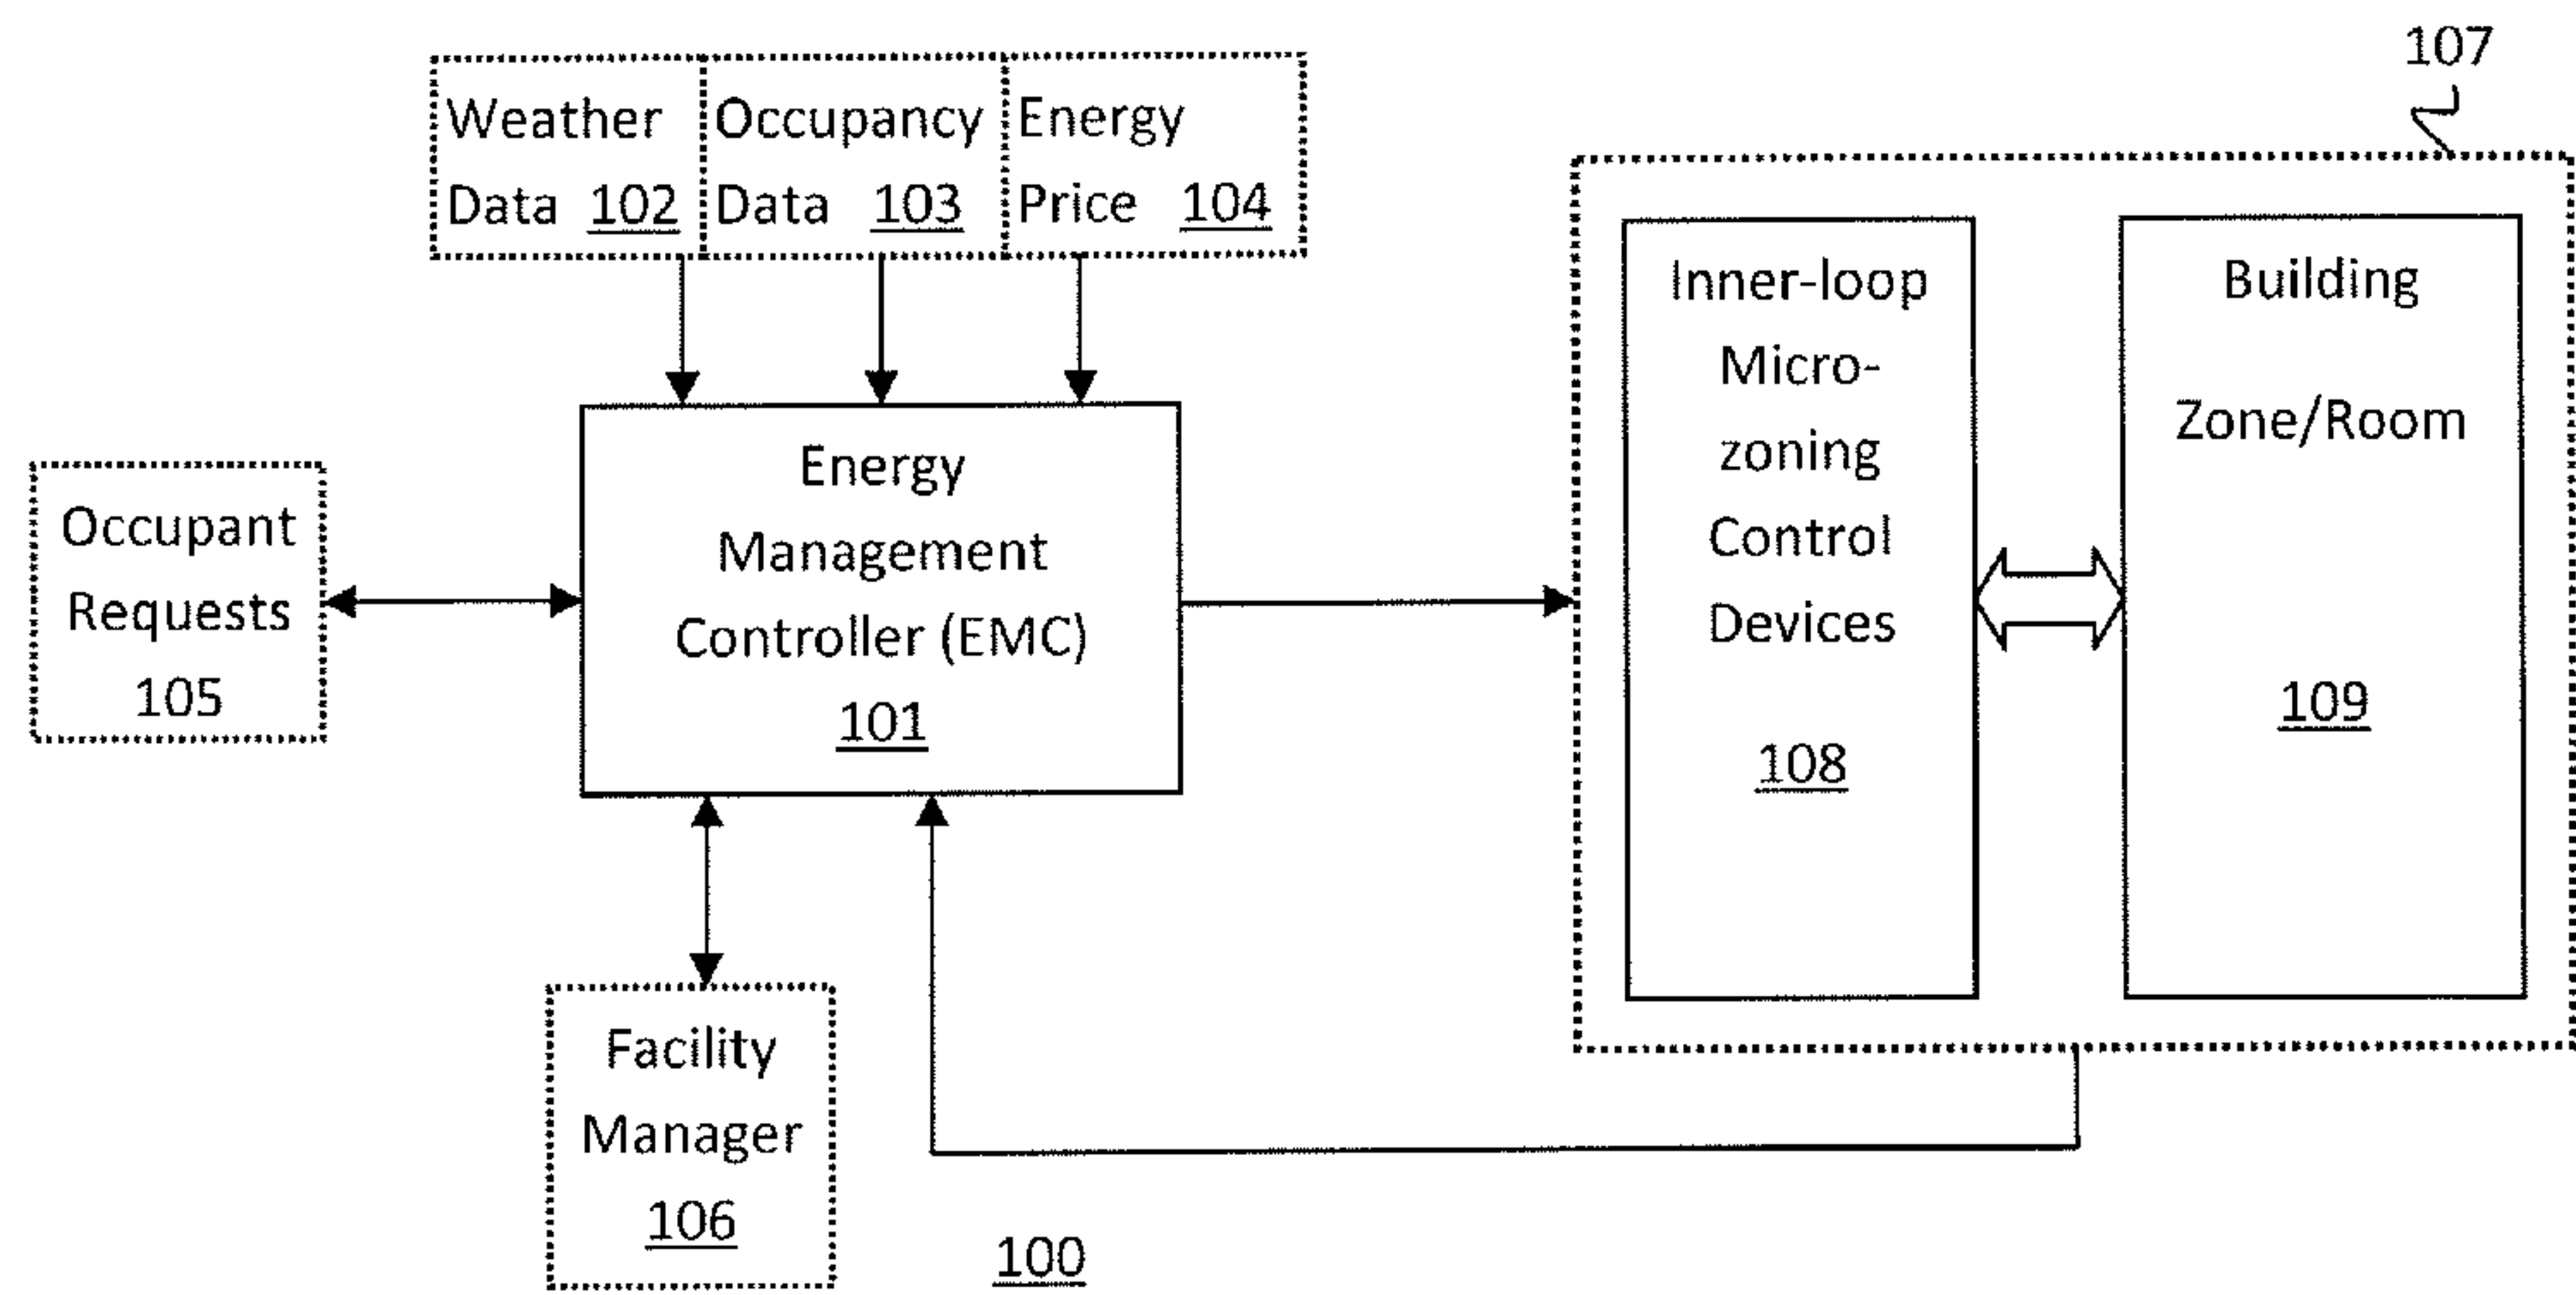 107
Weather
Data 102
Occupancy
Data 103
Energy
Price 104
Occupant
Requests
105
Energy
Management
Controller (EMC)
101
Inner-loop
Micro-
zoning
Control
Devices
108
Building
Zone/Room
109
Facility
Manager
106
100